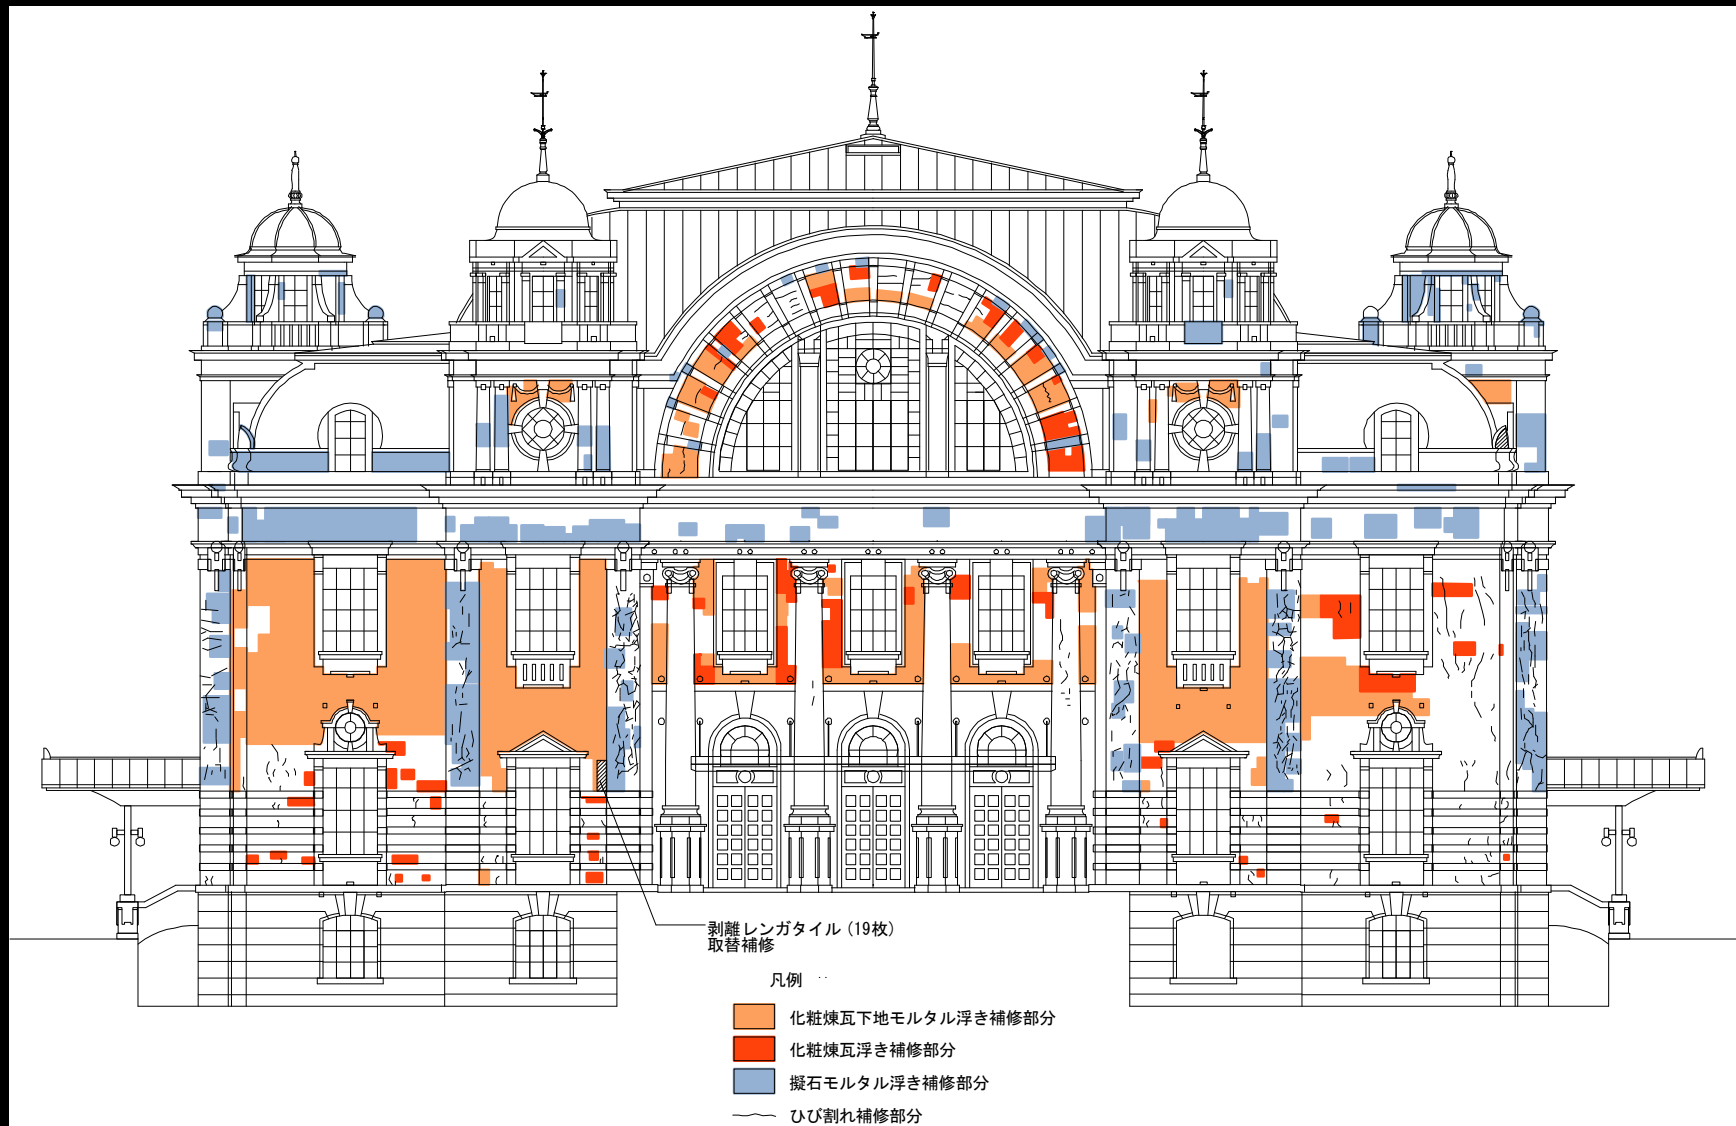 剥離レンガタイル (19枚)
取替補修
凡例
化粧煉瓦下地モルタル浮き補修部分
化粧煉瓦浮き補修部分
擬石モルタル浮き補修部分
ひび割れ補修部分